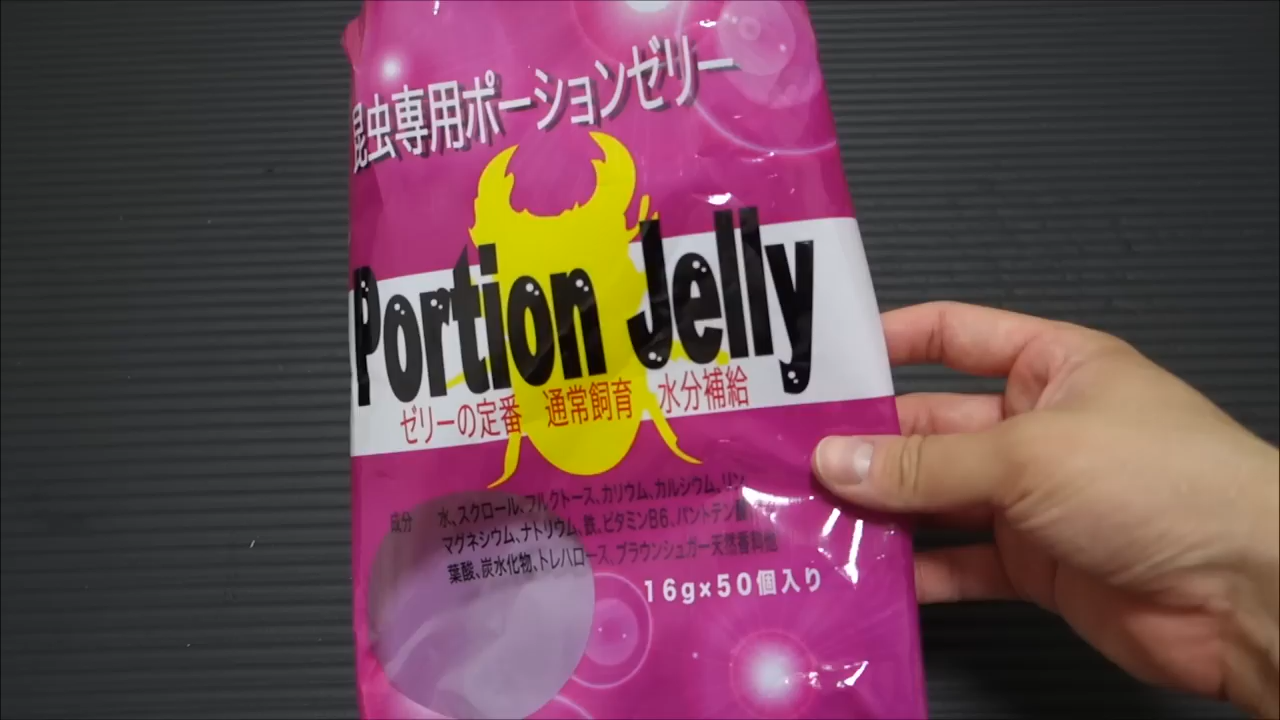 昆虫専用ポーションゼリー
Portion Jelly
ゼリーの定番 通常飼育 水分補給
成分 水、スクロール、フルクトース、カリウム、カルシウム、リン
マグネシウム、ナトリウム、鉄、ビタミンB6、パントテン酸
葉酸、炭水化物、トレハロース、ブラウンシュガー天然香料他
16g×50個入り